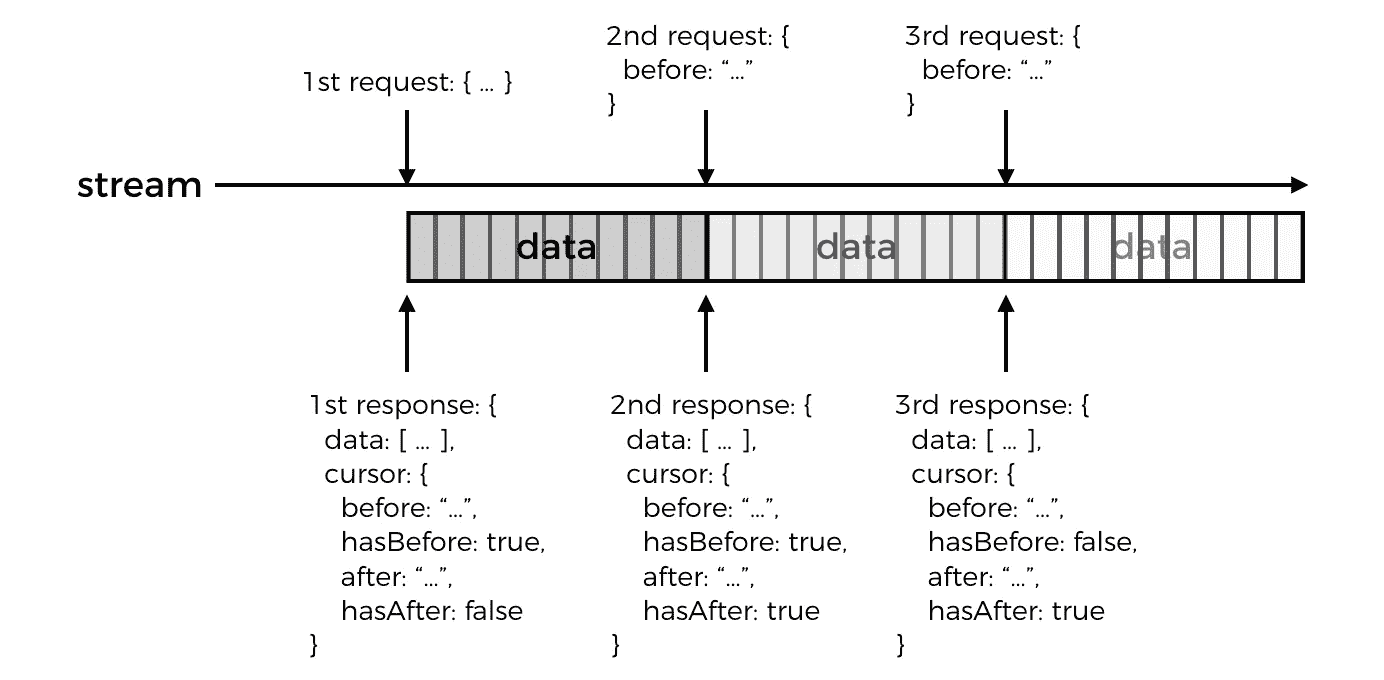 1st request: { ... }
2nd request: {
before: “...”
}
3rd request: {
before: “...”
}
stream
data
data
data
1st response: {
data: [ ... ],
cursor: {
before: “...”,
hasBefore: true,
after: “...”,
hasAfter: false
}
2nd response: {
data: [ ... ],
cursor: {
before: “...”,
hasBefore: true,
after: “...”,
hasAfter: true
}
3rd response: {
data: [ ... ],
cursor: {
before: “...”,
hasBefore: false,
after: “...”,
hasAfter: true
}